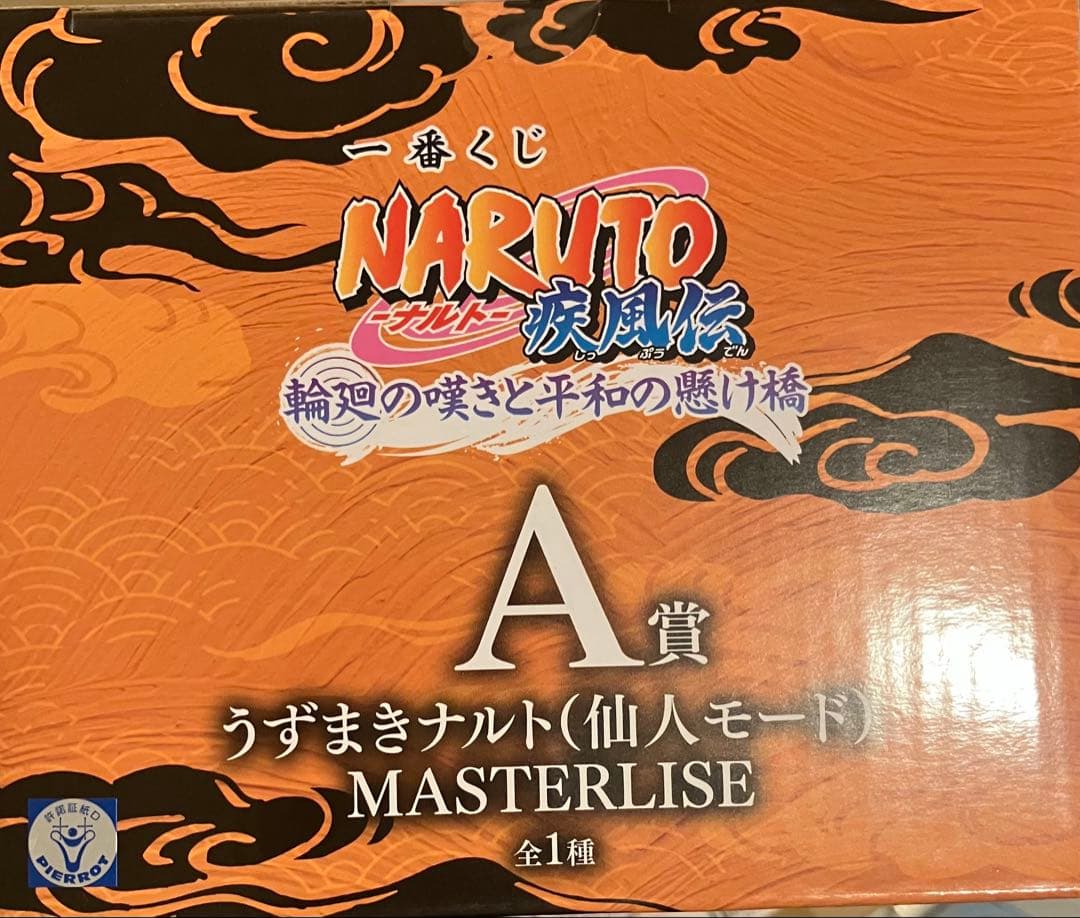 一番くじ
NARUTO
-ナルト-
疾風伝
しっ ぷう でん
輪廻の嘆きと平和の懸け橋
A賞
うずまきナルト(仙人モード)
MASTERLISE
全1種
許諾証紙D
PIERROT